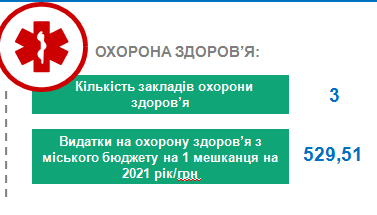 ОХОРОНА ЗДОРОВ'Я:
Кількість закладів охорони
здоров'я
3
Видатки на охорону здоров'я з
міського бюджету на 1 мешканця на
2021 рік/грн
529,51